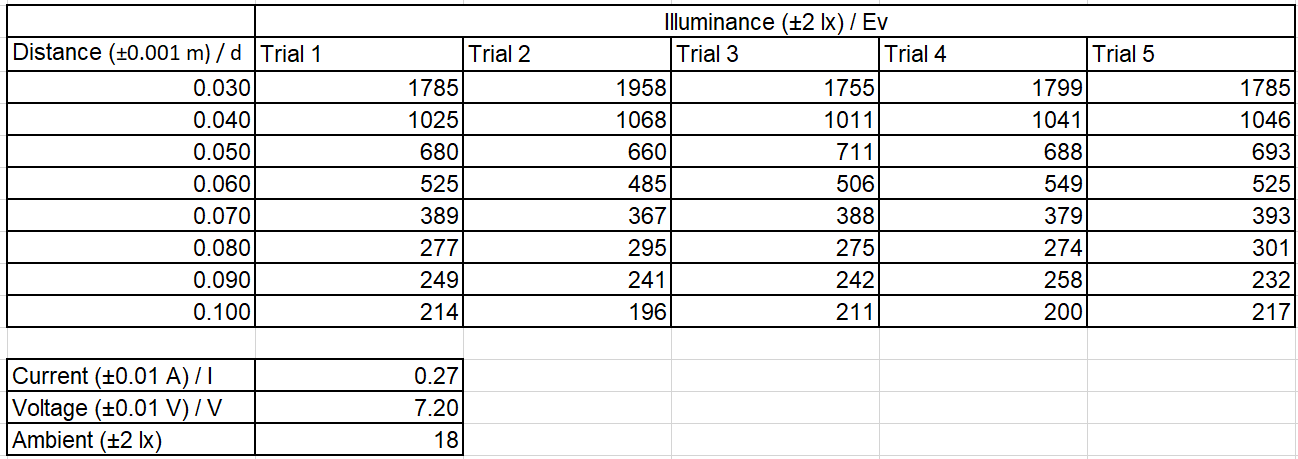 Illuminance (±2 lx) / Ev
Distance (±0.001 m) / d Trial 1 Trial 2 Trial 3 Trial 4 Trial 5
0.030 1785 1958 1755 1799 1785
0.040 1025 1068 1011 1041 1046
0.050 680 660 711 688 693
0.060 525 485 506 549 525
0.070 389 367 388 379 393
0.080 277 295 275 274 301
0.090 249 241 242 258 232
0.100 214 196 211 200 217
Current (±0.01 A) / I 0.27
Voltage (±0.01 V) / V 7.20
Ambient (±2 lx) 18